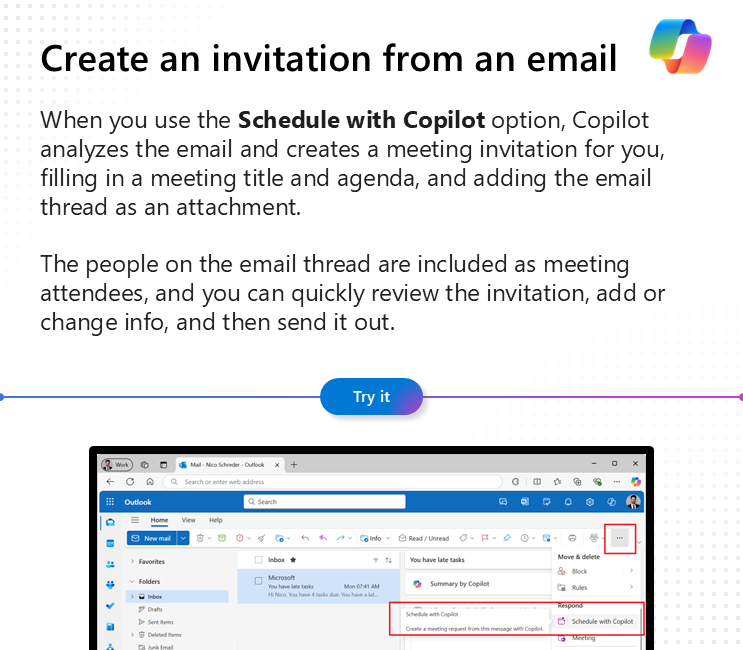 Create an invitation from an email
When you use the Schedule with Copilot option, Copilot
analyzes the email and creates a meeting invitation for you,
filling in a meeting title and agenda, and adding the email
thread as an attachment.
The people on the email thread are included as meeting
attendees, and you can quickly review the invitation, add or
change info, and then send it out.
Try it
Work
Mail - Nico Schreder - Outlook
Search or enter web address
Outlook
Search
Home View Help
New mail
Info
Read / Unread
Favorites
Inbox
You have late tasks
Move & delete
Block
Folders
Microsoft
Summary by Copilot
Rules
Inbox
You have late tasks Mon 07:41 AM
Hi Nico. You have 4 tasks due. You have a lat...
Respond
Drafts
Schedule with Copilot
Schedule with Copilot
Sent Items
Create a meeting request from this message with Copilot.
Deleted Items
Meeting
Junk Email